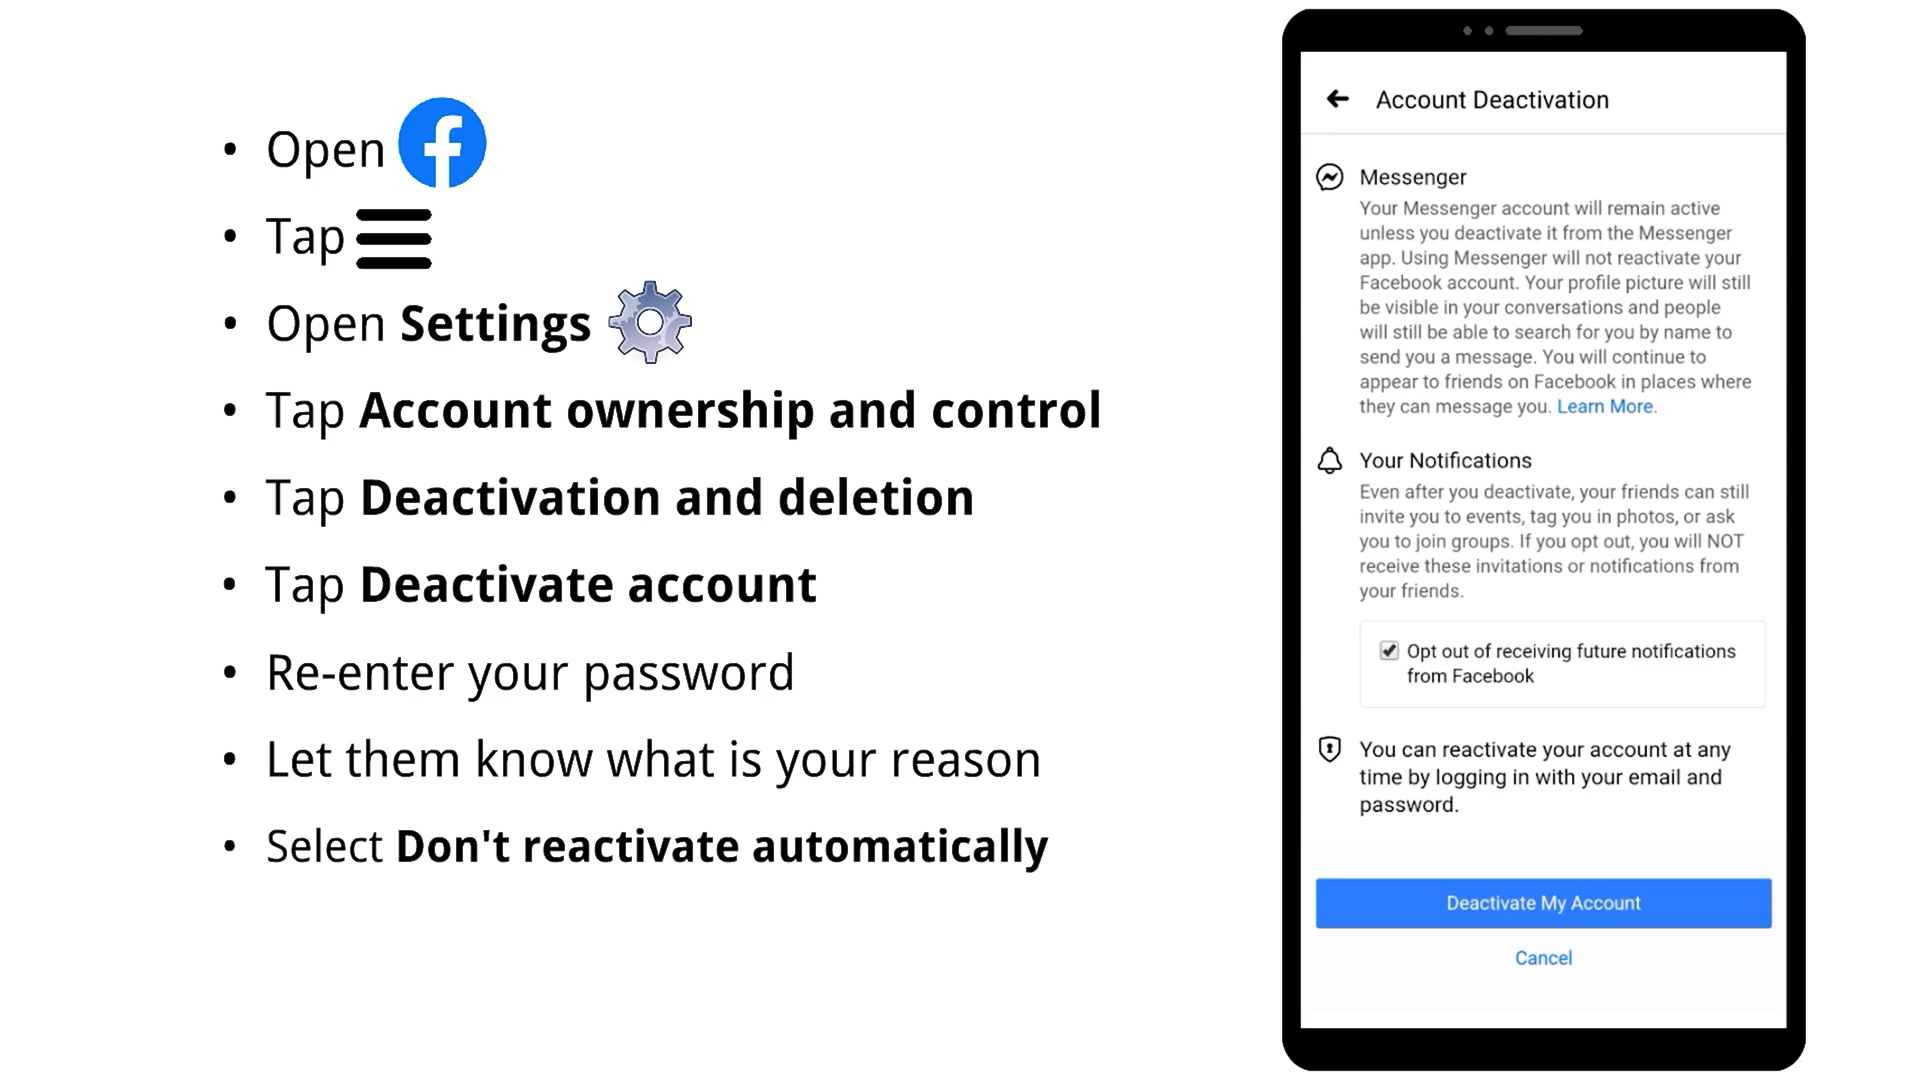 • Open
• Tap
• Open Settings
• Tap Account ownership and control
• Tap Deactivation and deletion
• Tap Deactivate account
• Re-enter your password
• Let them know what is your reason
• Select Don't reactivate automatically
Account Deactivation
Messenger
Your Messenger account will remain active
unless you deactivate it from the Messenger
app. Using Messenger will not reactivate your
Facebook account. Your profile picture will still
be visible in your conversations and people
will still be able to search for you by name to
send you a message. You will continue to
appear to friends on Facebook in places where
they can message you. Learn More.
Your Notifications
Even after you deactivate, your friends can still
invite you to events, tag you in photos, or ask
you to join groups. If you opt out, you will NOT
receive these invitations or notifications from
your friends.
Opt out of receiving future notifications
from Facebook
You can reactivate your account at any
time by logging in with your email and
password.
Deactivate My Account
Cancel